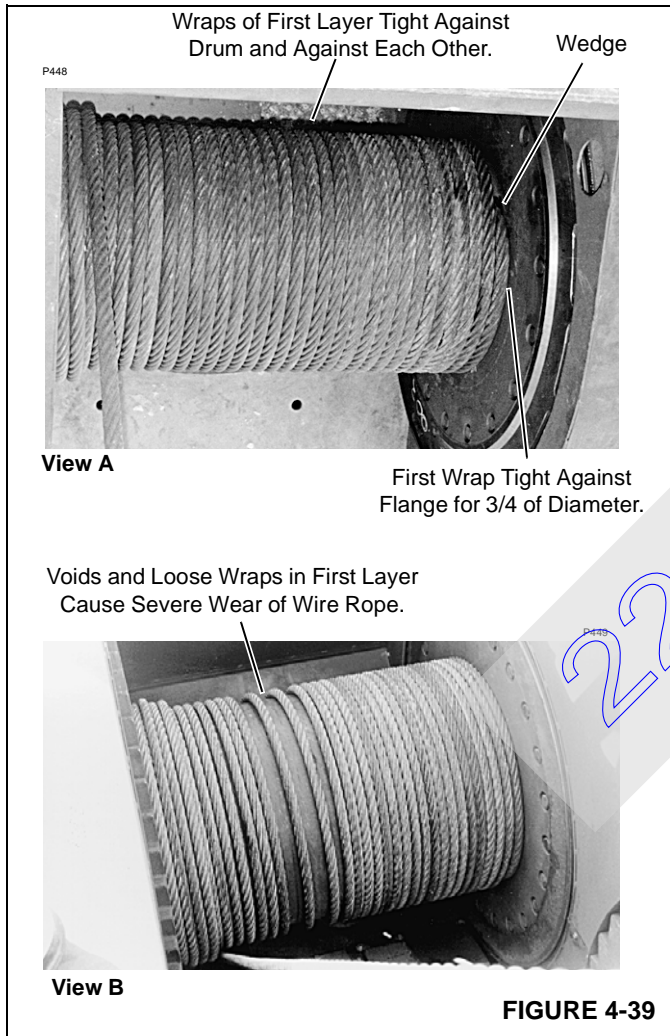 Wraps of First Layer Tight Against
Drum and Against Each Other.
Wedge
P448
View A
First Wrap Tight Against
Flange for 3/4 of Diameter.
Voids and Loose Wraps in First Layer
Cause Severe Wear of Wire Rope.
P449
22
View B
FIGURE 4-39